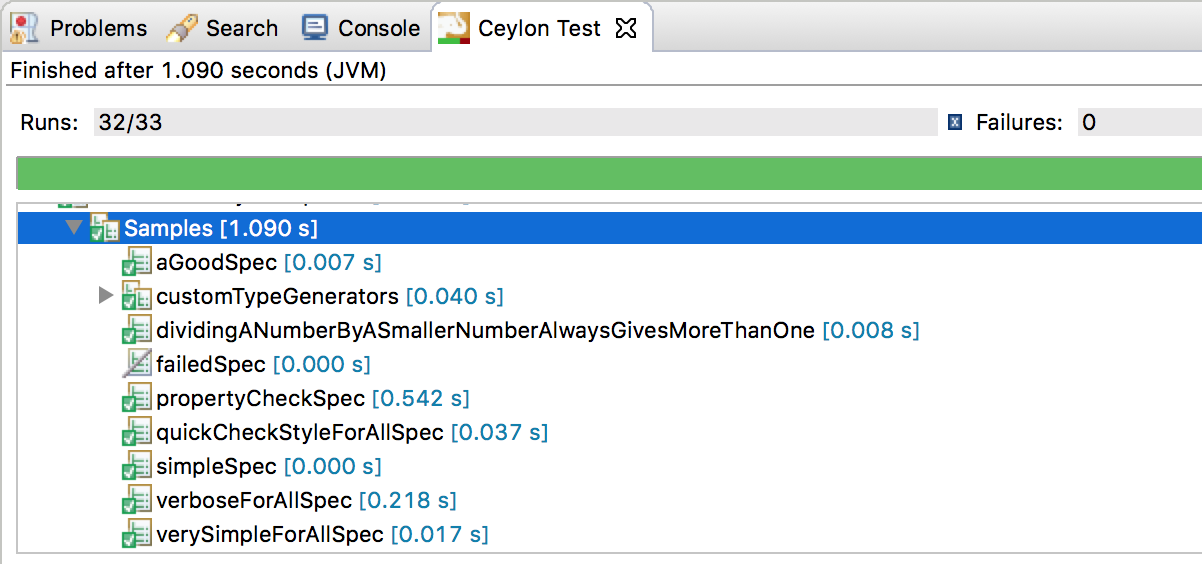 Problems Search Console Ceylon Test
Finished after 1.090 seconds (JVM)
Runs: 32/33 Failures: 0
Samples [1.090 s]
aGoodSpec [0.007 s]
customTypeGenerators [0.040 s]
dividingANumberByASmallerNumberAlwaysGivesMoreThanOne [0.008 s]
failedSpec [0.000 s]
propertyCheckSpec [0.542 s]
quickCheckStyleForAllSpec [0.037 s]
simpleSpec [0.000 s]
verboseForAllSpec [0.218 s]
verySimpleForAllSpec [0.017 s]